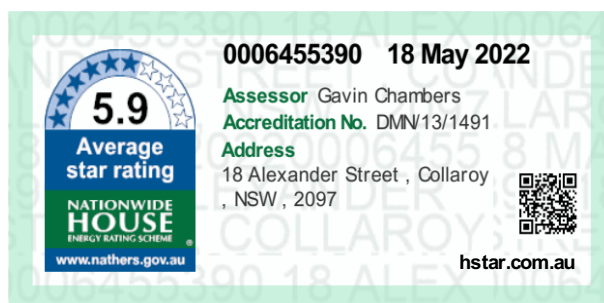 0006455390 18 May 2022
5.9
Average
star rating
NATIONWIDE
HOUSE
ENERGY RATING SCHEME
®
www.nathers.gov.au
Assessor Gavin Chambers
Accreditation No. DMN/13/1491
Address
18 Alexander Street , Collaroy
, NSW , 2097
hstar.com.au